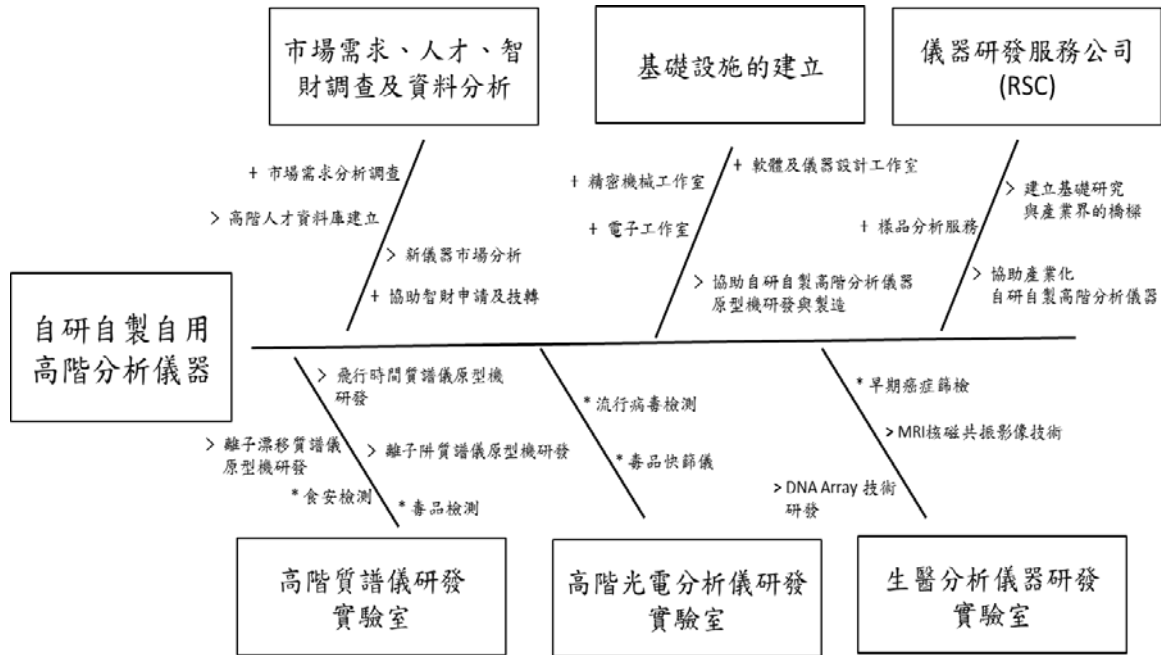 市場需求、人才、智
財調查及資料分析
基礎設施的建立
儀器研發服務公司
(RSC)
+ 市場需求分析調查
> 高階人才資料庫建立
> 新儀器市場分析
+ 協助智財申請及技轉
+ 精密機械工作室
+ 電子工作室
+ 軟體及儀器設計工作室
> 協助自研自製高階分析儀器
原型機研發與製造
+ 樣品分析服務
> 建立基礎研究
與產業界的橋樑
> 協助產業化
自研自製高階分析儀器
自研自製自用
高階分析儀器
> 飛行時間質譜儀原型機
研發
> 離子漂移質譜儀
原型機研發
> 離子阱質譜儀原型機研發
* 食安檢測
* 毒品檢測
* 流行病毒檢測
* 毒品快篩儀
* 早期癌症篩檢
> MRI核磁共振影像技術
> DNA Array 技術
研發
高階質譜儀研發
實驗室
高階光電分析儀研發
實驗室
生醫分析儀器研發
實驗室